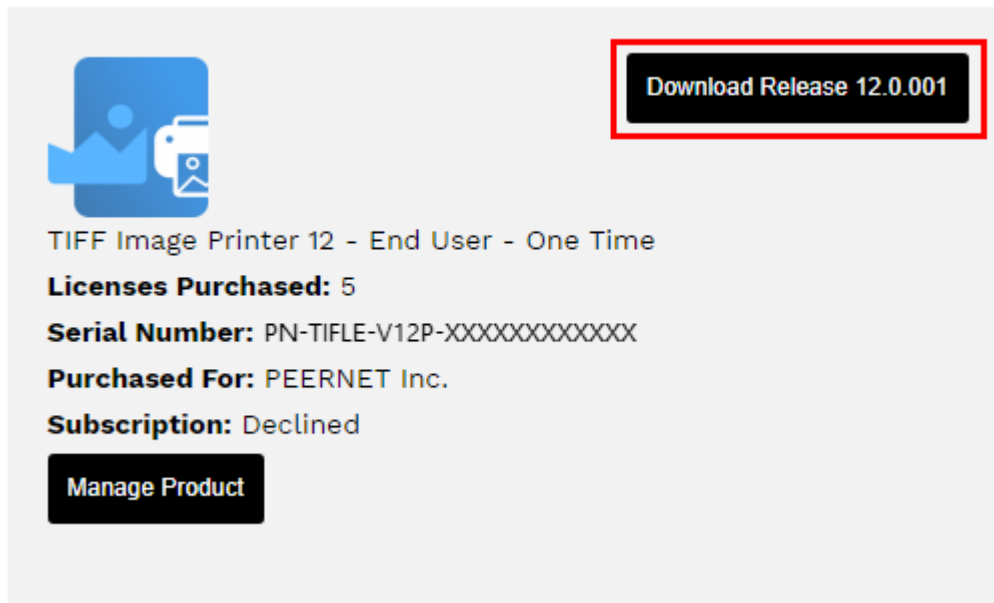 Download Release 12.0.001
TIFF Image Printer 12 - End User - One Time
Licenses Purchased: 5
Serial Number: PN-TIFLE-V12P-XXXXXXXXXXXX
Purchased For: PEERNET Inc.
Subscription: Declined
Manage Product